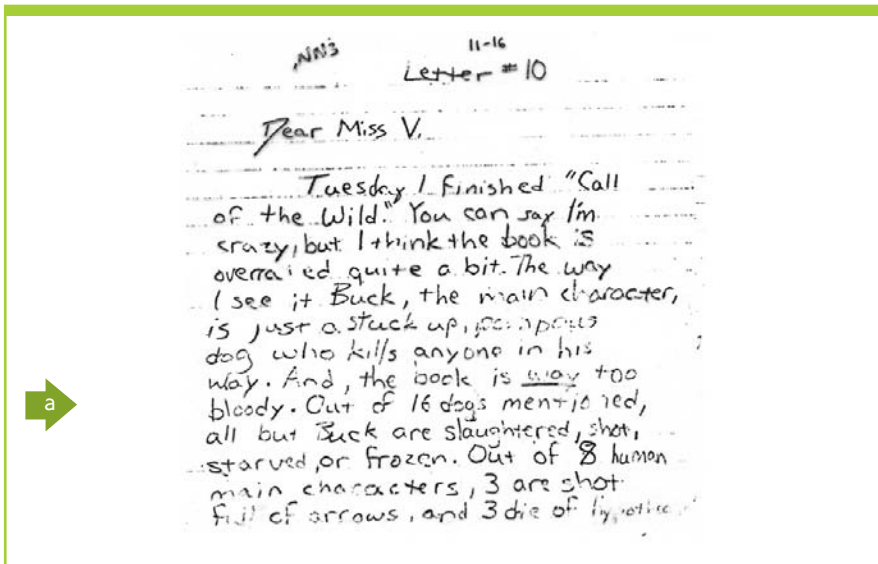 11-16
Letter #10
Dear Miss V.
Tuesday I finished "Call
of the Wild." You can say I'm
crazy, but I think the book is
overrated quite a bit. The way
I see it Buck, the main character,
is just a stuck up, pompous
dog who kills anyone in his
way. And, the book is way too
bloody. Out of 16 dogs mentioned,
all but Buck are slaughtered, shot,
starved, or frozen. Out of 8 human
main characters, 3 are shot
full of arrows, and 3 die of
a